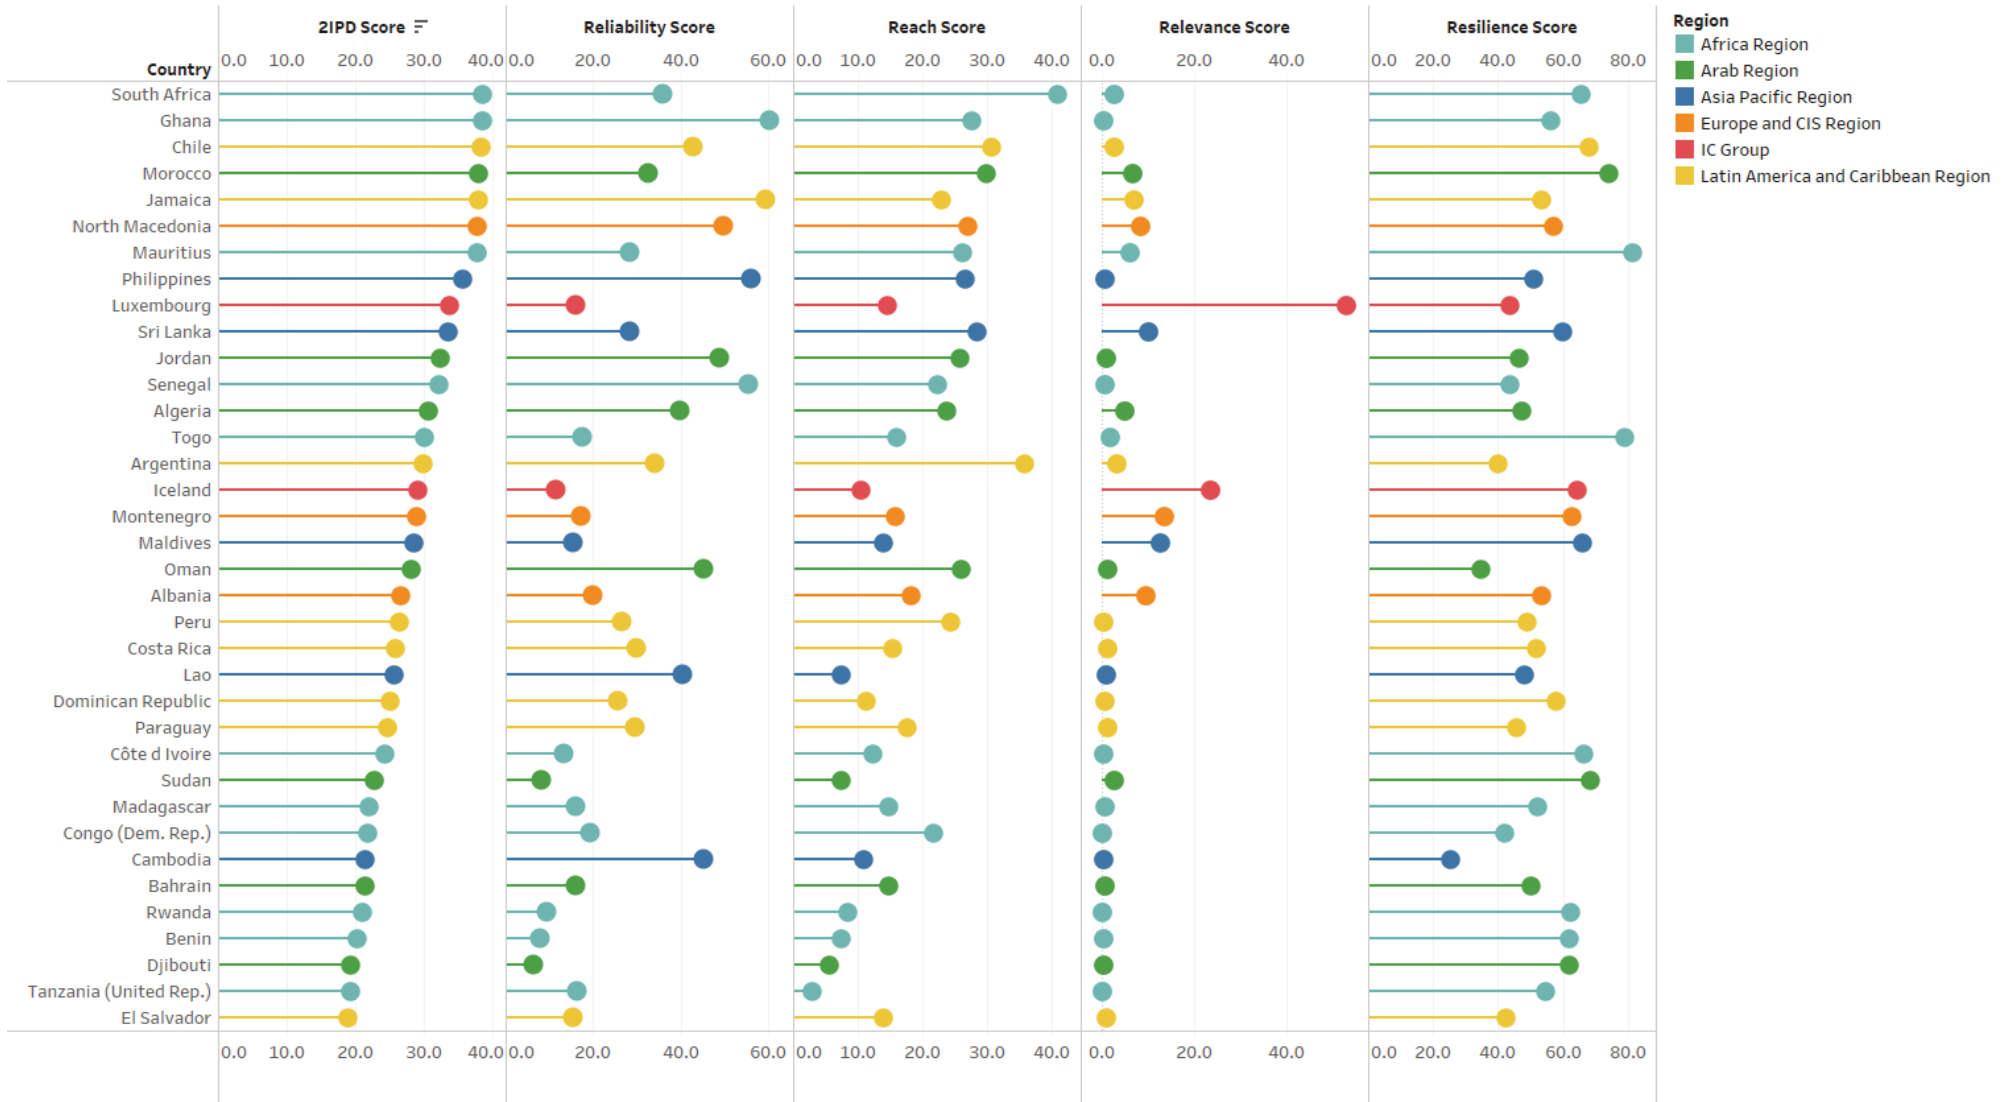 2IPD Score Reliability Score Reach Score Relevance Score Resilience Score
Country 0.0 10.0 20.0 30.0 40.0 0.0 20.0 40.0 60.0 0.0 10.0 20.0 30.0 40.0 0.0 20.0 40.0 0.0 20.0 40.0 60.0 80.0
South Africa
Ghana
Chile
Morocco
Jamaica
North Macedonia
Mauritius
Philippines
Luxembourg
Sri Lanka
Jordan
Senegal
Algeria
Togo
Argentina
Iceland
Montenegro
Maldives
Oman
Albania
Peru
Costa Rica
Lao
Dominican Republic
Paraguay
Côte d Ivoire
Sudan
Madagascar
Congo (Dem. Rep.)
Cambodia
Bahrain
Rwanda
Benin
Djibouti
Tanzania (United Rep.)
El Salvador
0.0 10.0 20.0 30.0 40.0 0.0 20.0 40.0 60.0 0.0 10.0 20.0 30.0 40.0 0.0 20.0 40.0 0.0 20.0 40.0 60.0 80.0
Region
Africa Region
Arab Region
Asia Pacific Region
Europe and CIS Region
IC Group
Latin America and Caribbean Region